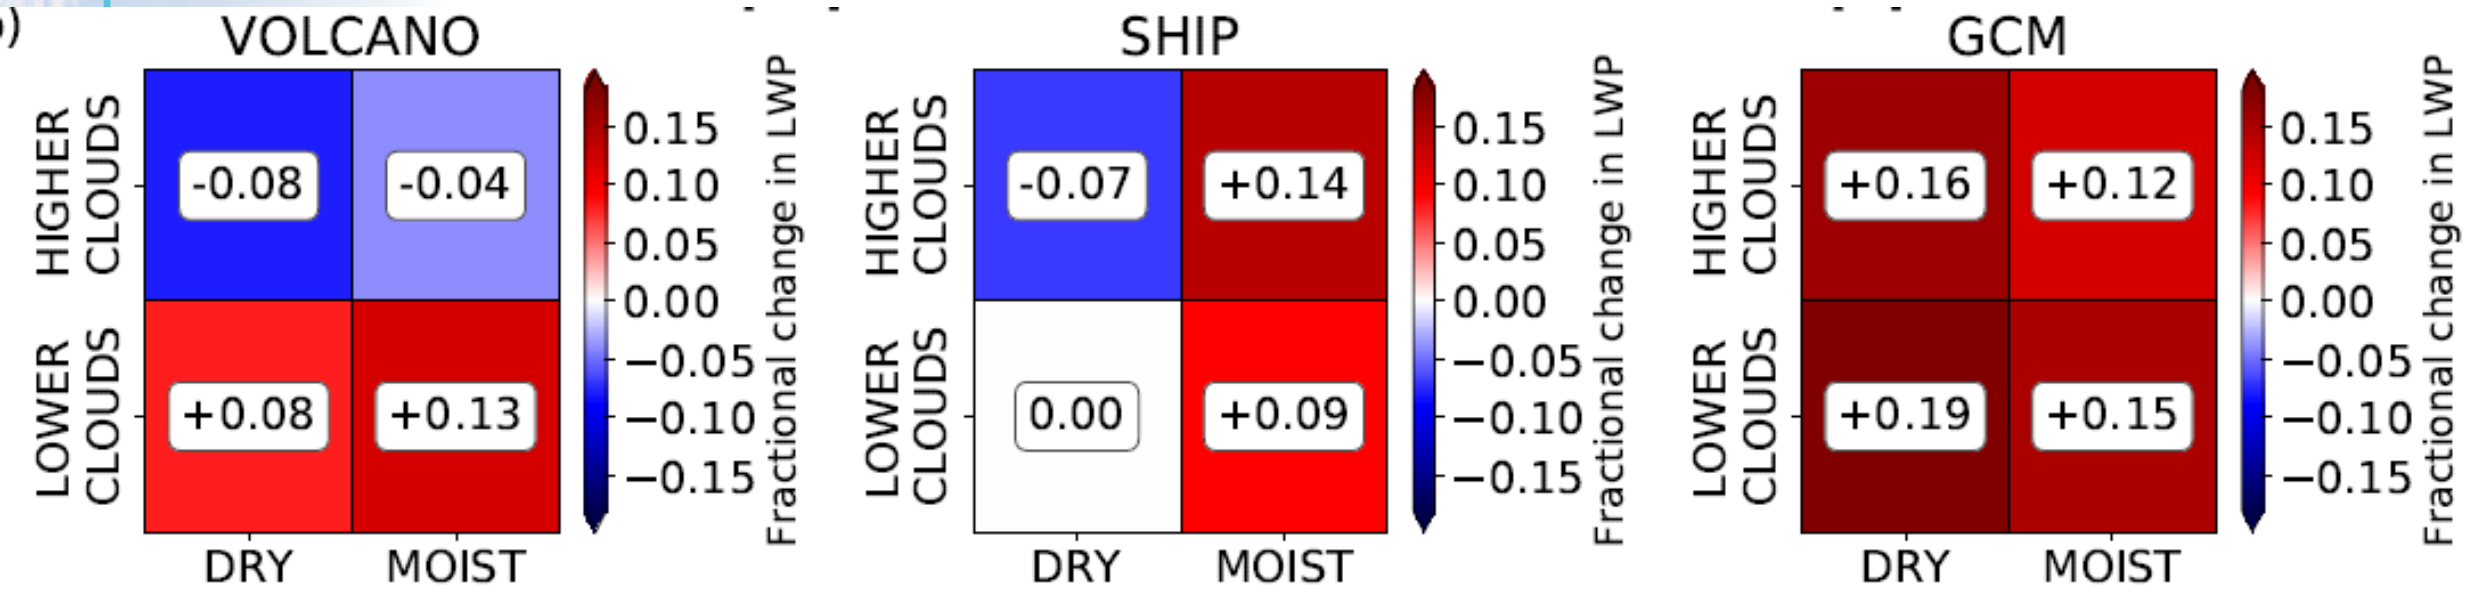 VOLCANO
HIGHER
CLOUDS
LOWER
CLOUDS
-0.08
-0.04
+0.08
+0.13
DRY
MOIST
0.15
0.10
0.05
0.00
−0.05
−0.10
−0.15
Fractional change in LWP
SHIP
HIGHER
CLOUDS
LOWER
CLOUDS
-0.07
+0.14
0.00
+0.09
DRY
MOIST
0.15
0.10
0.05
0.00
−0.05
−0.10
−0.15
Fractional change in LWP
GCM
HIGHER
CLOUDS
LOWER
CLOUDS
+0.16
+0.12
+0.19
+0.15
DRY
MOIST
0.15
0.10
0.05
0.00
−0.05
−0.10
−0.15
Fractional change in LWP